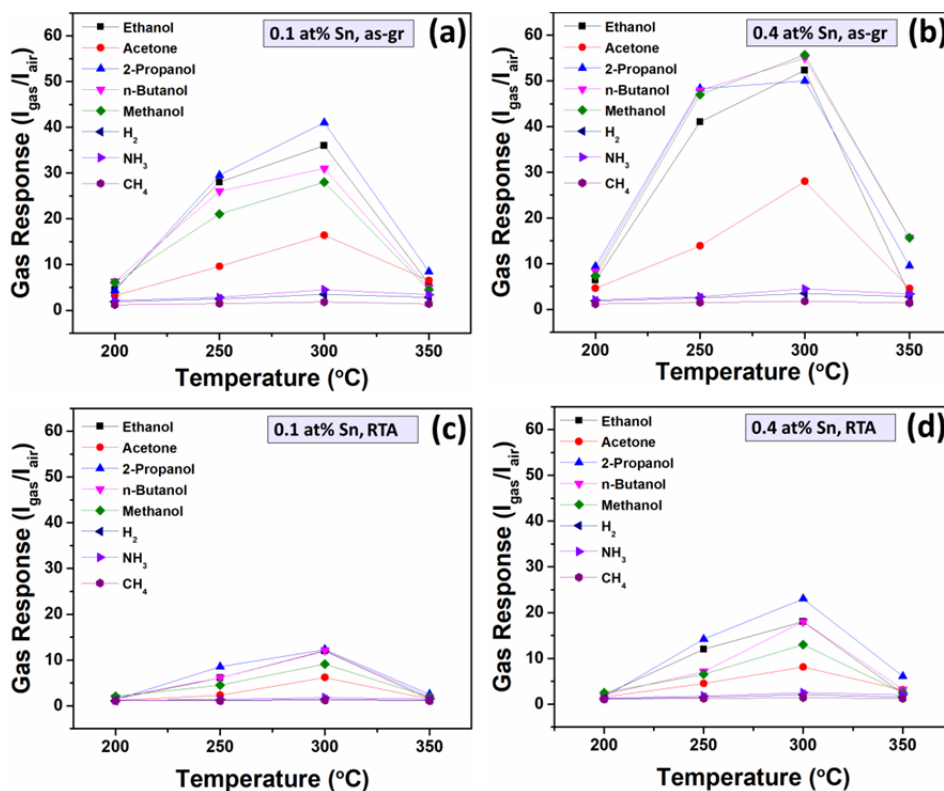 (a)
0.1 at% Sn, as-gr
Ethanol
Acetone
2-Propanol
n-Butanol
Methanol
H2
NH3
CH4
60
50
40
30
20
10
0
Gas Response (Igas/Iair)
200 250 300 350
Temperature (oC)
(b)
0.4 at% Sn, as-gr
Ethanol
Acetone
2-Propanol
n-Butanol
Methanol
H2
NH3
CH4
60
50
40
30
20
10
0
Gas Response (Igas/Iair)
200 250 300 350
Temperature (oC)
(c)
0.1 at% Sn, RTA
Ethanol
Acetone
2-Propanol
n-Butanol
Methanol
H2
NH3
CH4
60
50
40
30
20
10
0
Gas Response (Igas/Iair)
200 250 300 350
Temperature (oC)
(d)
0.4 at% Sn, RTA
Ethanol
Acetone
2-Propanol
n-Butanol
Methanol
H2
NH3
CH4
60
50
40
30
20
10
0
Gas Response (Igas/Iair)
200 250 300 350
Temperature (oC)